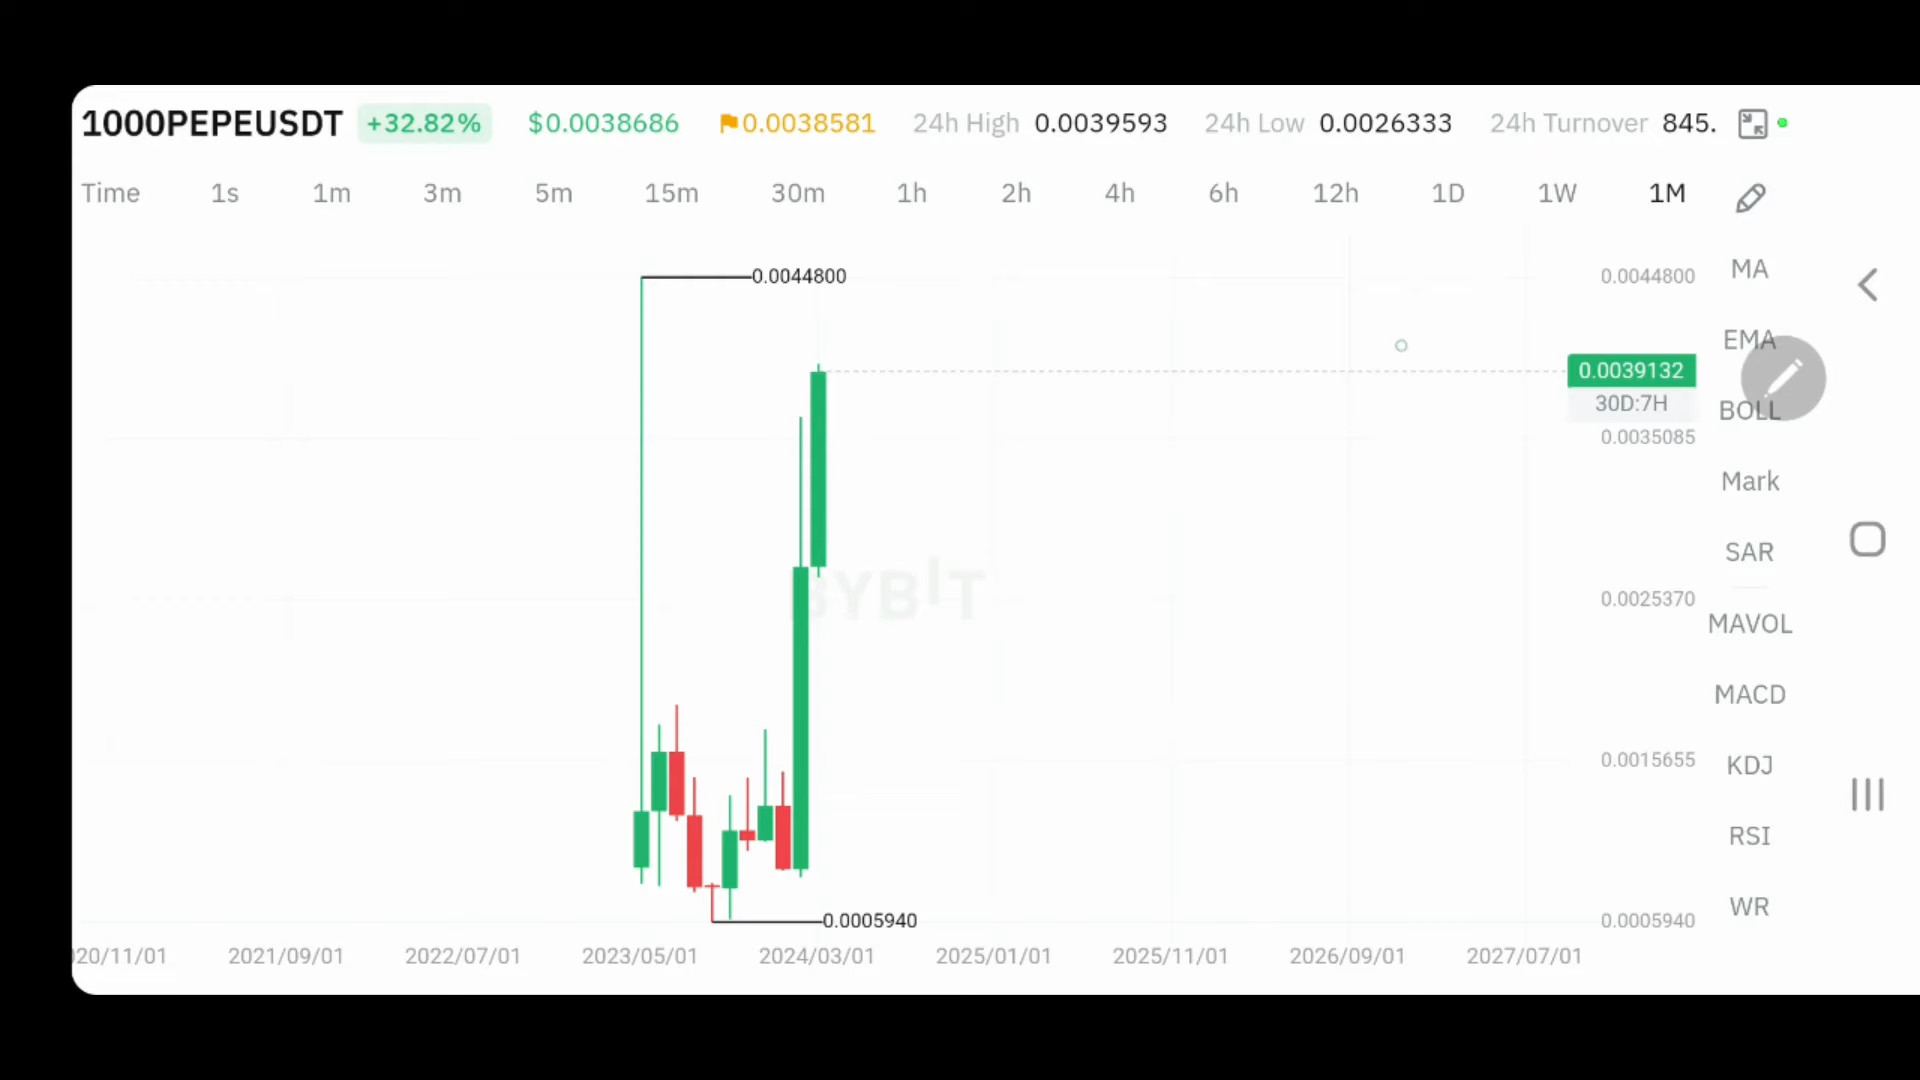 1000PEPEUSDT +32.82% $0.0038686 0.0038581 24h High 0.0039593 24h Low 0.0026333 24h Turnover 845.
Time 1s 1m 3m 5m 15m 30m 1h 2h 4h 6h 12h 1D 1W 1M
0.0044800
0.0044800
MA
EMA
0.0039132
30D:7H
BOLL
0.0035085
Mark
SAR
BYBIT
0.0025370
MAVOL
MACD
0.0015655
KDJ
RSI
WR
0.0005940
0.0005940
20/11/01 2021/09/01 2022/07/01 2023/05/01 2024/03/01 2025/01/01 2025/11/01 2026/09/01 2027/07/01